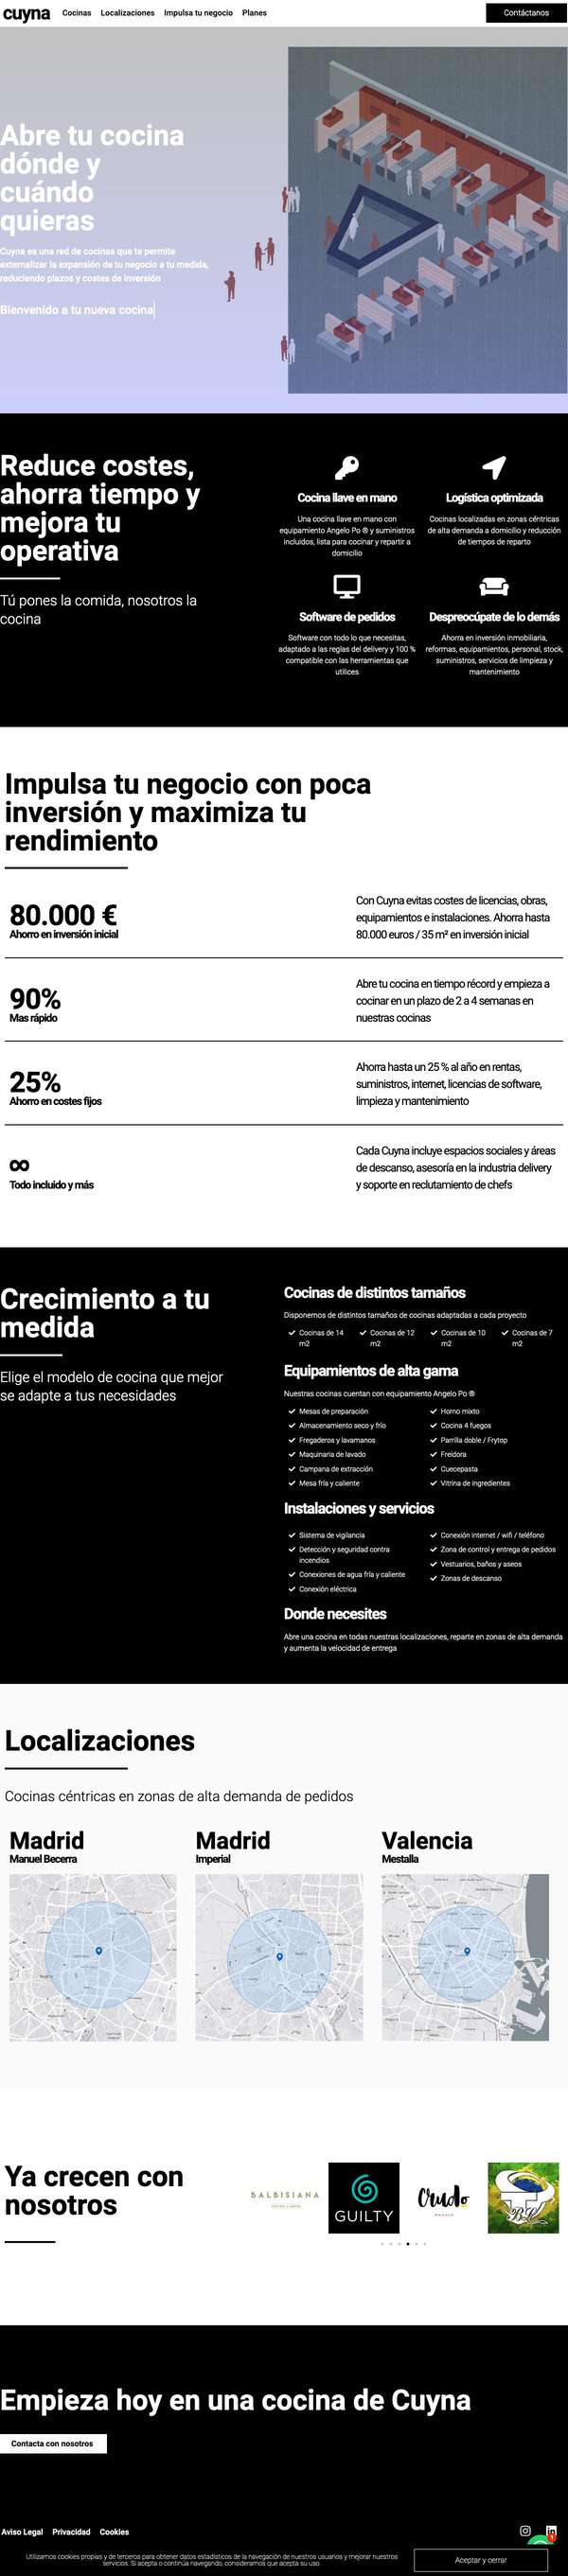 cuyna
Cocinas Localizaciones Impulsa tu negocio Planes
Contáctanos
Abre tu cocina
dónde y
cuándo
quieras
Cuyna es una red de cocinas que te permite
externalizar la expansión de tu negocio a tu medida,
reduciendo plazos y costes de inversión
Bienvenido a tu nueva cocina
Reduce costes,
ahorra tiempo y
mejora tu
operativa
Tú pones la comida, nosotros la
cocina
Cocina llave en mano
Una cocina llave en mano con
equipamiento Angelo Po ® y suministros
incluidos, lista para cocinar y repartir a
domicilio
Logística optimizada
Cocinas localizadas en zonas céntricas
de alta demanda a domicilio y reducción
de tiempos de reparto
Software de pedidos
Software con todo lo que necesitas,
adaptado a las reglas del delivery y 100 %
compatible con las herramientas que
utilices
Despreocúpate de lo demás
Ahorra en inversión inmobiliaria,
reformas, equipamientos, personal, stock,
suministros, servicios de limpieza y
mantenimiento
Impulsa tu negocio con poca
inversión y maximiza tu
rendimiento
80.000 €
Ahorro en inversión inicial
Con Cuyna evitas costes de licencias, obras,
equipamientos e instalaciones. Ahorra hasta
80.000 euros / 35 m² en inversión inicial
90%
Mas rápido
Abre tu cocina en tiempo récord y empieza a
cocinar en un plazo de 2 a 4 semanas en
nuestras cocinas
25%
Ahorro en costes fijos
Ahorra hasta un 25 % al año en rentas,
suministros, internet, licencias de software,
limpieza y mantenimiento
∞
Todo incluido y más
Cada Cuyna incluye espacios sociales y áreas
de descanso, asesoría en la industria delivery
y soporte en reclutamiento de chefs
Crecimiento a tu
medida
Elige el modelo de cocina que mejor
se adapte a tus necesidades
Cocinas de distintos tamaños
Disponemos de distintos tamaños de cocinas adaptadas a cada proyecto
Cocinas de 14
m2
Cocinas de 12
m2
Cocinas de 10
m2
Cocinas de 7
m2
Equipamientos de alta gama
Nuestras cocinas cuentan con equipamiento Angelo Po ®
Mesas de preparación
Almacenamiento seco y frío
Fregaderos y lavamanos
Maquinaria de lavado
Campana de extracción
Mesa fría y caliente
Horno mixto
Cocina 4 fuegos
Parrilla doble / Frytop
Freidora
Cuecepasta
Vitrina de ingredientes
Instalaciones y servicios
Sistema de vigilancia
Detección y seguridad contra
incendios
Conexiones de agua fría y caliente
Conexión eléctrica
Conexión internet / wifi / teléfono
Zona de control y entrega de pedidos
Vestuarios, baños y aseos
Zonas de descanso
Donde necesites
Abre una cocina en todas nuestras localizaciones, reparte en zonas de alta demanda
y aumenta la velocidad de entrega
Localizaciones
Cocinas céntricas en zonas de alta demanda de pedidos
Madrid
Manuel Becerra
Madrid
Imperial
Valencia
Mestalla
Ya crecen con
nosotros
BALBISIANA
GUILTY
Crudo
Empieza hoy en una cocina de Cuyna
Contacta con nosotros
Aviso Legal Privacidad Cookies
1
Utilizamos cookies propias y de terceros para obtener datos estadísticos de la navegación de nuestros usuarios y mejorar nuestros
servicios. Si acepta o continúa navegando, consideramos que acepta su uso.
Aceptar y cerrar